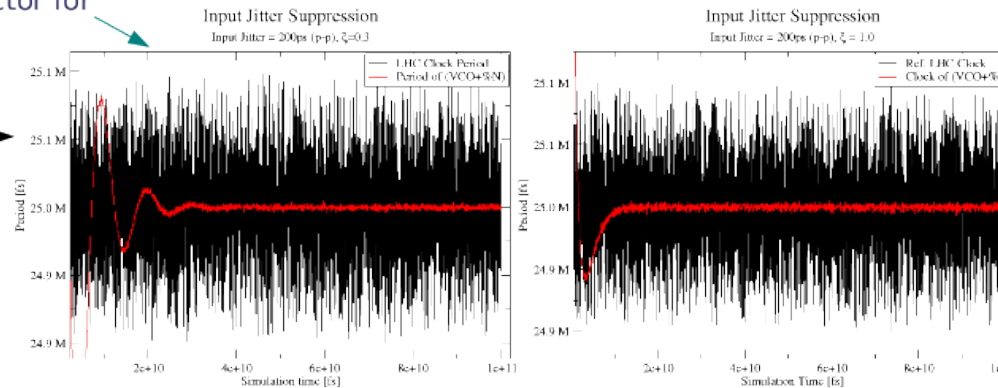 ctor for
Input Jitter Suppression
Input Jitter = 200ps (p-p), ξ=0.3
LHC Clock Period
Period of (VCO+%N)
25.1 M
25.1 M
25.0 M
24.9 M
24.9 M
Period [fs]
2e+10
4e+10
6e+10
8e+10
1e+11
Simulation time [fs]
Input Jitter Suppression
Input Jitter = 200ps (p-p), ξ = 1.0
Ref. LHC Clock
Clock of (VCO+%N
25.1 M
25.1 M
25.0 M
24.9 M
24.9 M
Period [fs]
2e+10
4e+10
6e+10
8e+10
Simulation Time [fs]